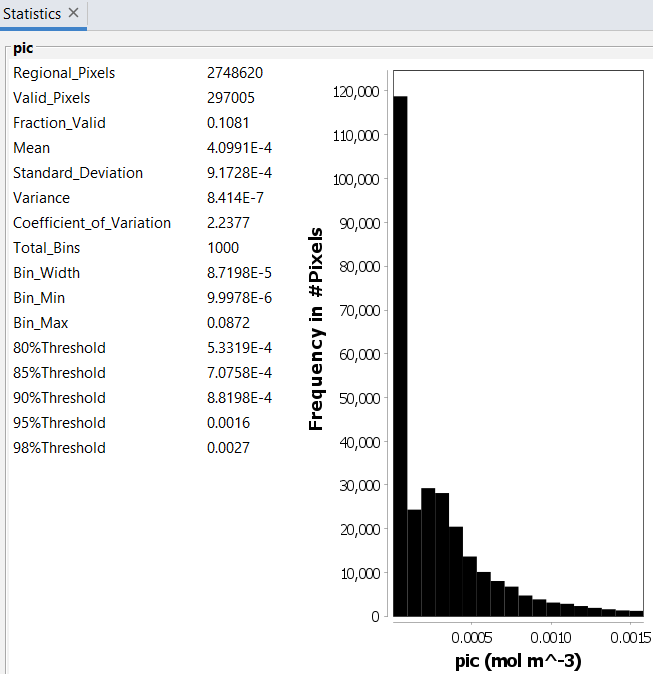 Statistics ✕
pic
Regional_Pixels 2748620
Valid_Pixels 297005
Fraction_Valid 0.1081
Mean 4.0991E-4
Standard_Deviation 9.1728E-4
Variance 8.414E-7
Coefficient_of_Variation 2.2377
Total_Bins 1000
Bin_Width 8.7198E-5
Bin_Min 9.9978E-6
Bin_Max 0.0872
80%Threshold 5.3319E-4
85%Threshold 7.0758E-4
90%Threshold 8.8198E-4
95%Threshold 0.0016
98%Threshold 0.0027
Frequency in #Pixels
120,000
110,000
100,000
90,000
80,000
70,000
60,000
50,000
40,000
30,000
20,000
10,000
0
0.0005 0.0010 0.0015
pic (mol m^-3)